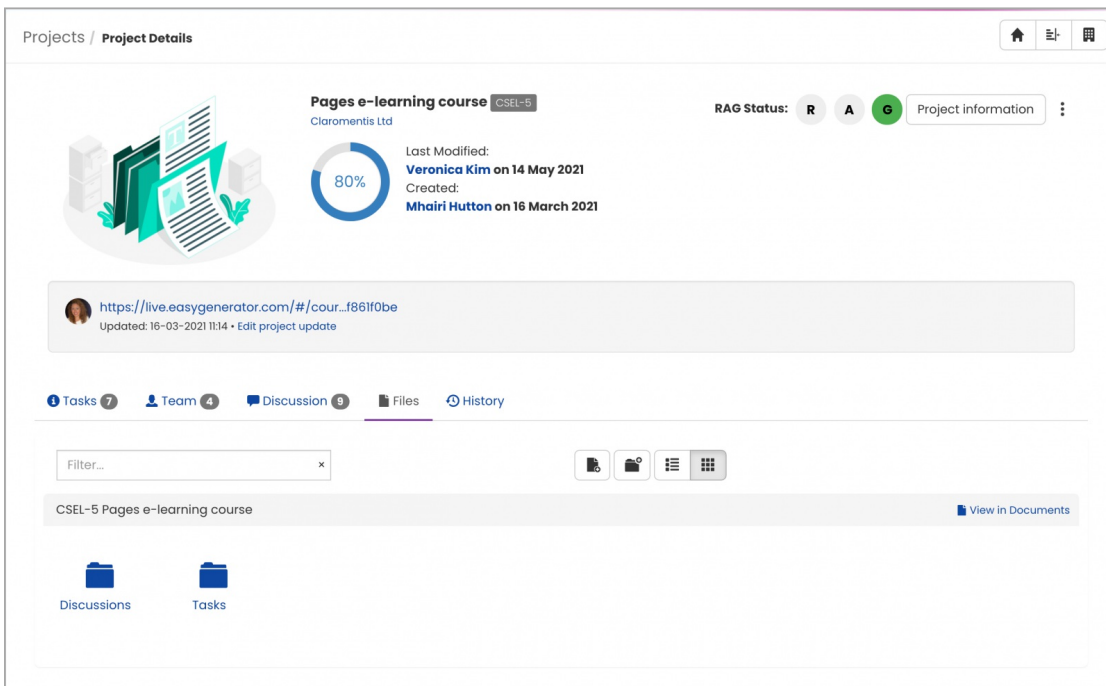 Projects / Project Details
Pages e-learning course CSEL-5
Claromentis Ltd
RAG Status: R A G Project information
80%
Last Modified:
Veronica Kim on 14 May 2021
Created:
Mhairi Hutton on 16 March 2021
https://live.easygenerator.com/#/cour...f861f0be
Updated: 16-03-2021 11:14 • Edit project update
Tasks 7 Team 4 Discussion 9 Files History
Filter... ×
CSEL-5 Pages e-learning course View in Documents
Discussions Tasks